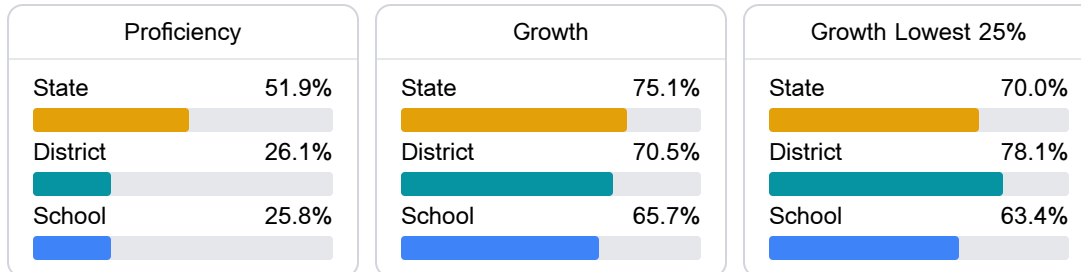 Proficiency
State 51.9%
District 26.1%
School 25.8%
Growth
State 75.1%
District 70.5%
School 65.7%
Growth Lowest 25%
State 70.0%
District 78.1%
School 63.4%